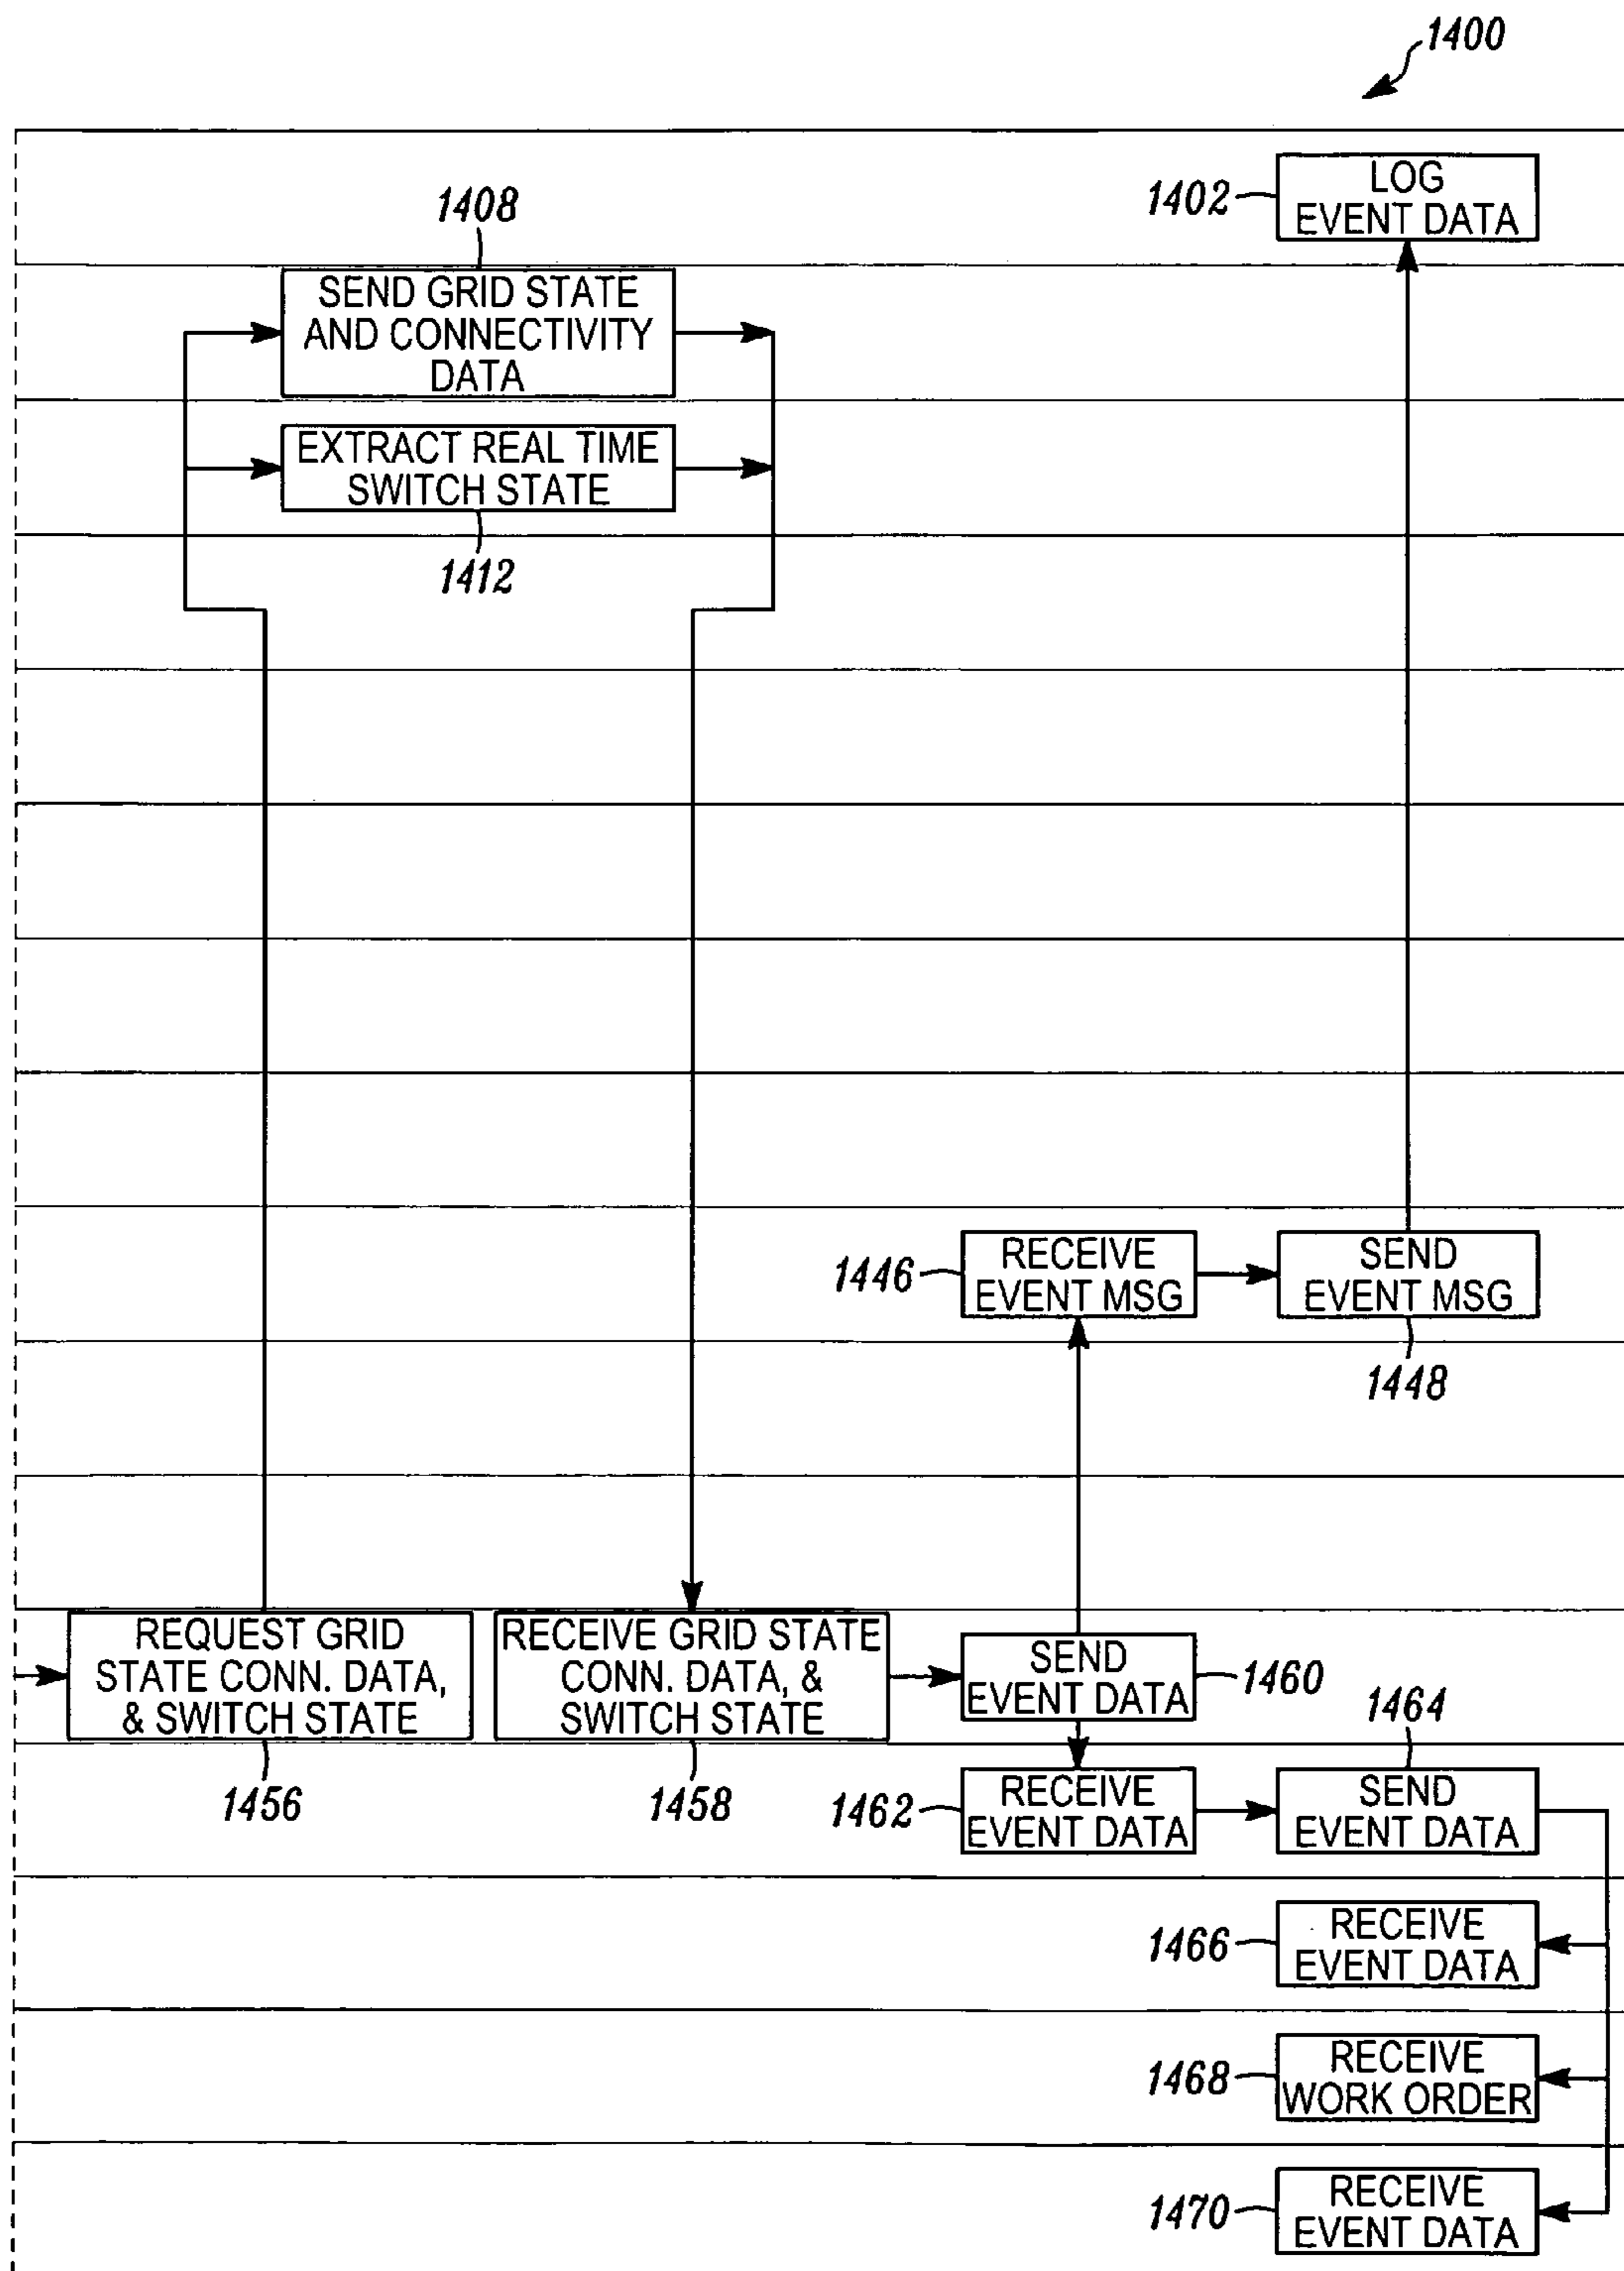 1400
1402
LOG
EVENT DATA
1408
SEND GRID STATE
AND CONNECTIVITY
DATA
EXTRACT REAL TIME
SWITCH STATE
1412
1446
RECEIVE
EVENT MSG
SEND
EVENT MSG
1448
REQUEST GRID
STATE CONN. DATA,
& SWITCH STATE
1456
RECEIVE GRID STATE
CONN. DATA, &
SWITCH STATE
1458
SEND
EVENT DATA
1460
1464
1462
RECEIVE
EVENT DATA
SEND
EVENT DATA
1466
RECEIVE
EVENT DATA
1468
RECEIVE
WORK ORDER
1470
RECEIVE
EVENT DATA